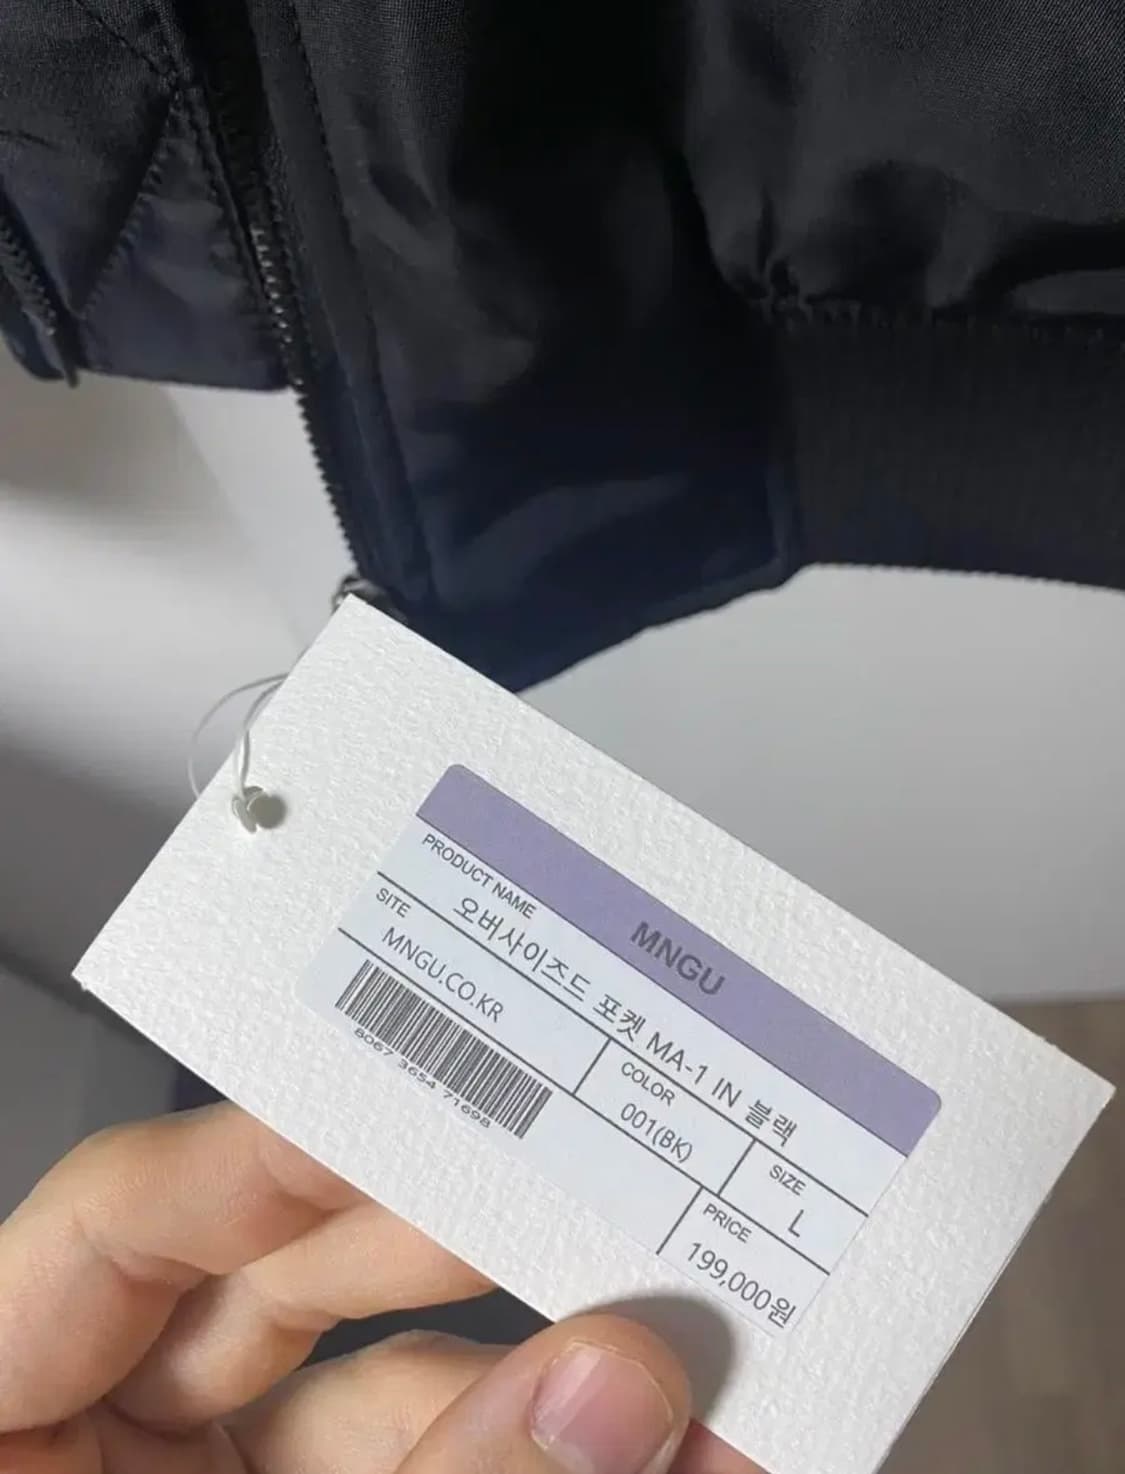 MNGU
PRODUCT NAME
오버사이즈드 포켓 MA-1 IN 블랙
SITE
MNGU.CO.KR
COLOR
001(BK)
SIZE
L
8067 3654 71698
PRICE
199,000원